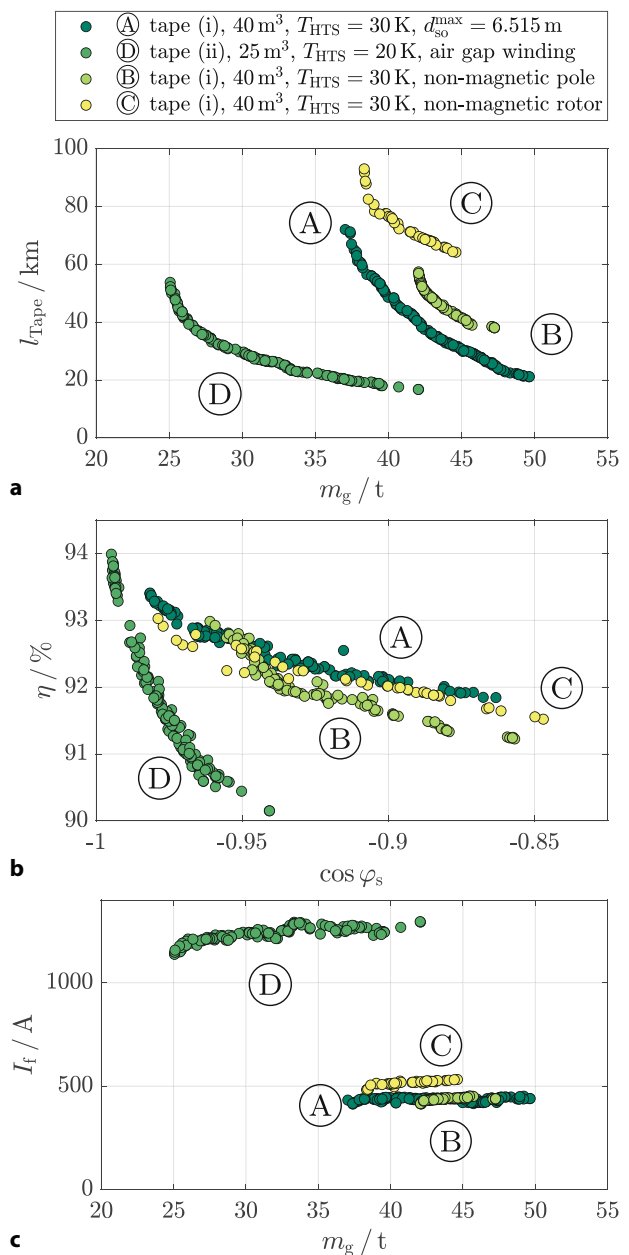 Ⓐ tape (i), 40 m³, T_HTS = 30 K, d_so^max = 6.515 m
Ⓓ tape (ii), 25 m³, T_HTS = 20 K, air gap winding
Ⓑ tape (i), 40 m³, T_HTS = 30 K, non-magnetic pole
Ⓒ tape (i), 40 m³, T_HTS = 30 K, non-magnetic rotor
100
80
60
40
20
0
l_Tape / km
A
C
B
D
20 25 30 35 40 45 50 55
m_g / t
a
94
93
92
91
90
η / %
A
C
B
D
-1 -0.95 -0.9 -0.85
cos φ_s
b
1000
500
0
I_f / A
D
C
A
B
20 25 30 35 40 45 50 55
m_g / t
c